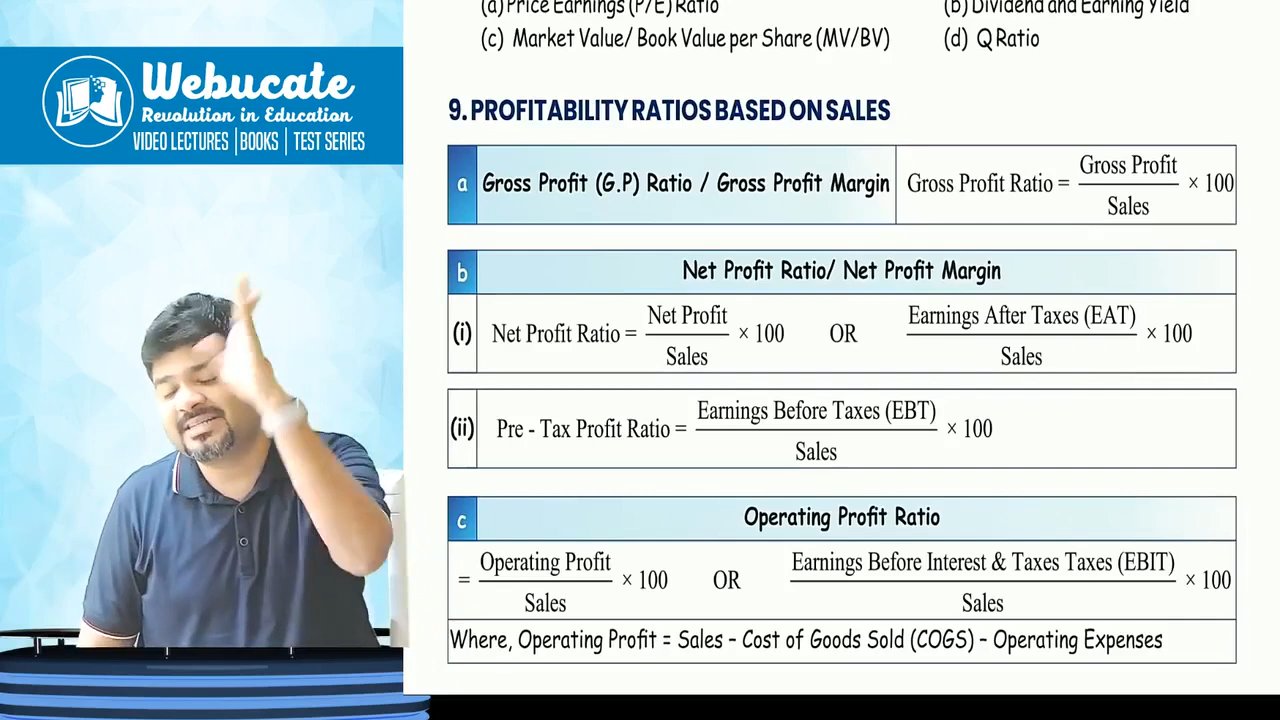 (a) Price Earnings (P/E) Ratio (b) Dividend and Earning Yield
(c) Market Value/ Book Value per Share (MV/BV) (d) Q Ratio
Webucate
Revolution in Education
VIDEO LECTURES | BOOKS | TEST SERIES
9. PROFITABILITY RATIOS BASED ON SALES
a Gross Profit (G.P) Ratio / Gross Profit Margin Gross Profit Ratio = Gross Profit / Sales × 100
b Net Profit Ratio/ Net Profit Margin
(i) Net Profit Ratio = Net Profit / Sales × 100 OR Earnings After Taxes (EAT) / Sales × 100
(ii) Pre - Tax Profit Ratio = Earnings Before Taxes (EBT) / Sales × 100
c Operating Profit Ratio
= Operating Profit / Sales × 100 OR Earnings Before Interest & Taxes Taxes (EBIT) / Sales × 100
Where, Operating Profit = Sales – Cost of Goods Sold (COGS) – Operating Expenses